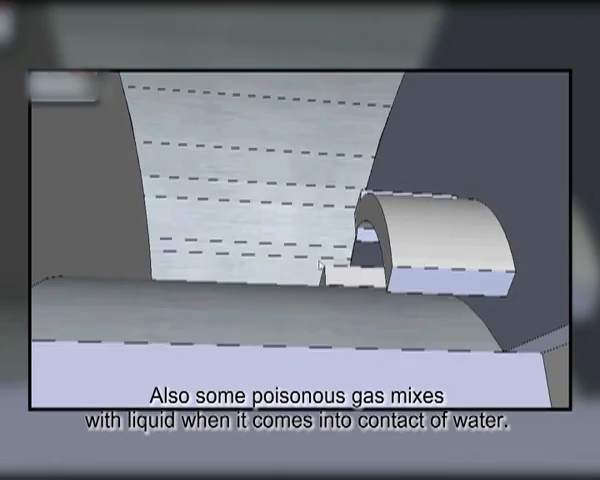 Also some poisonous gas mixes
with liquid when it comes into contact of water.